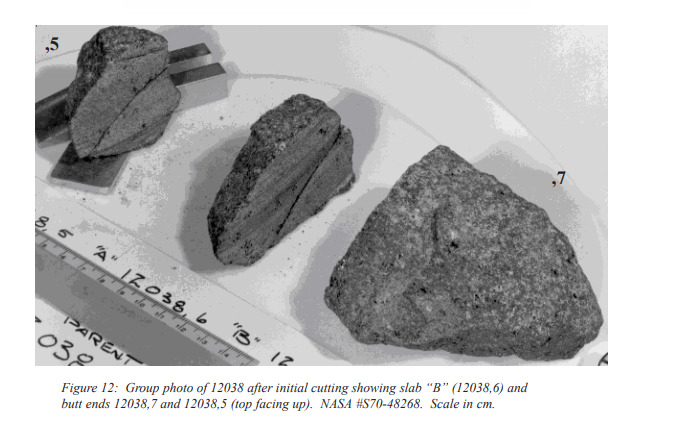 ,5
,7
8, 5 "A" 12038, 6 "B" 12
PARENT
038
Figure 12: Group photo of 12038 after initial cutting showing slab “B” (12038,6) and
butt ends 12038,7 and 12038,5 (top facing up). NASA #S70-48268. Scale in cm.